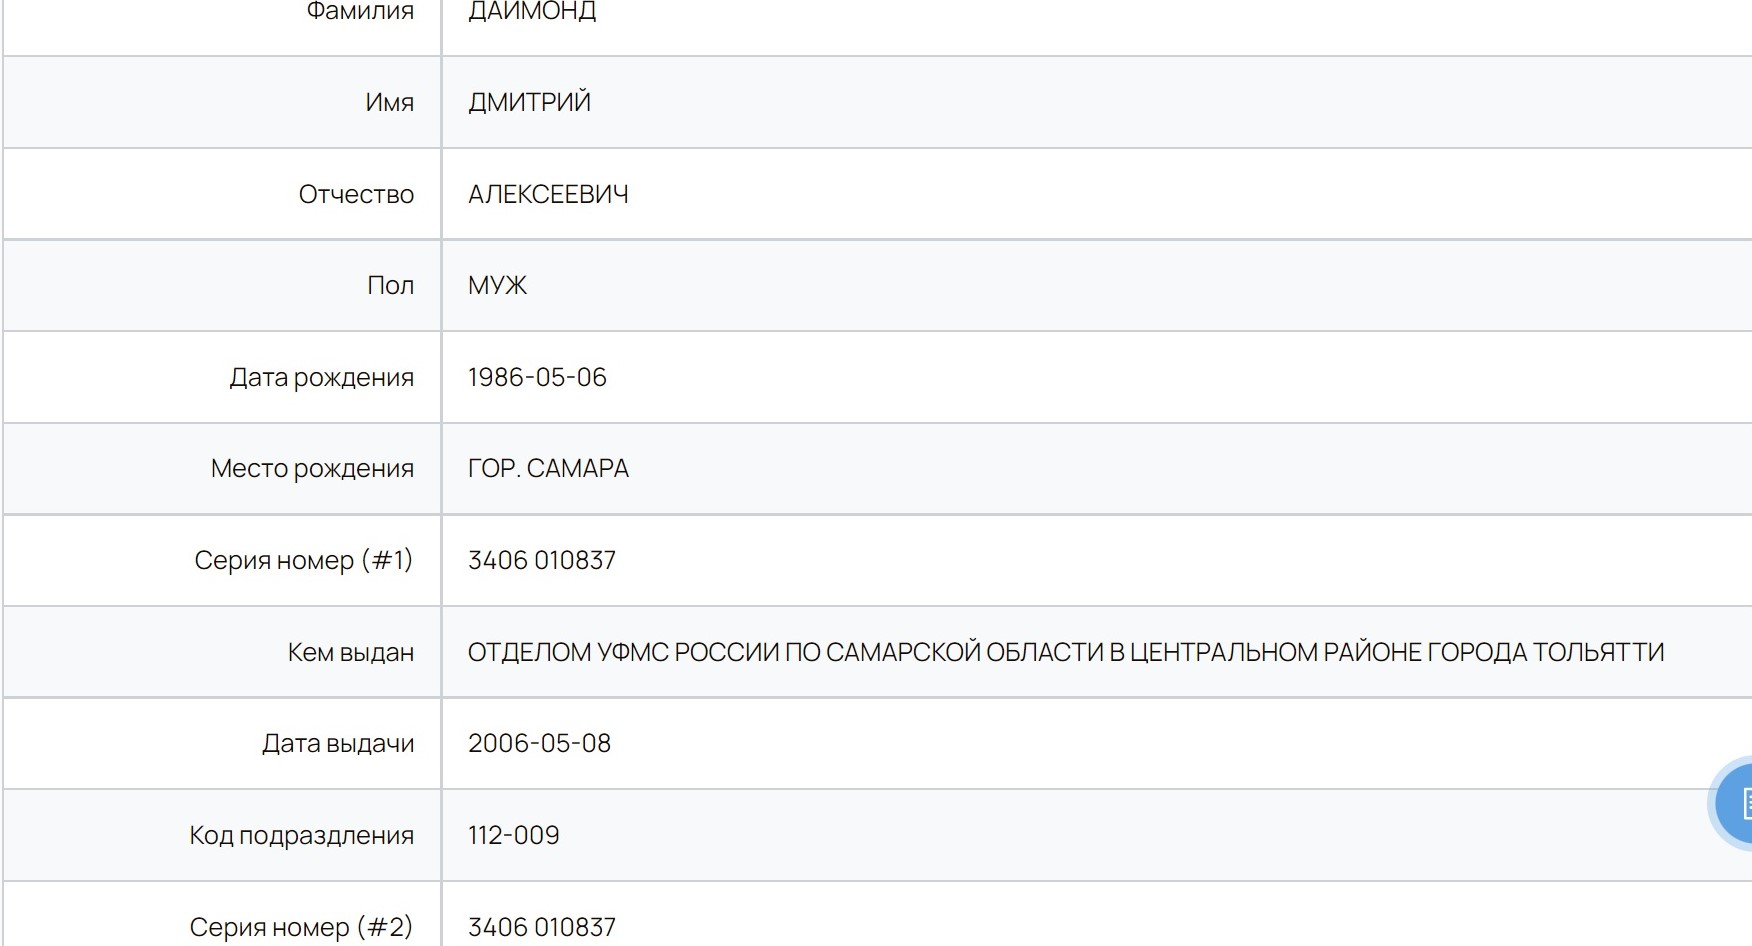 Фамилия ДАЙМОНД
Имя ДМИТРИЙ
Отчество АЛЕКСЕЕВИЧ
Пол МУЖ
Дата рождения 1986-05-06
Место рождения ГОР. САМАРА
Серия номер (#1) 3406 010837
Кем выдан ОТДЕЛОМ УФМС РОССИИ ПО САМАРСКОЙ ОБЛАСТИ В ЦЕНТРАЛЬНОМ РАЙОНЕ ГОРОДА ТОЛЬЯТТИ
Дата выдачи 2006-05-08
Код подраздления 112-009
Серия номер (#2) 3406 010837